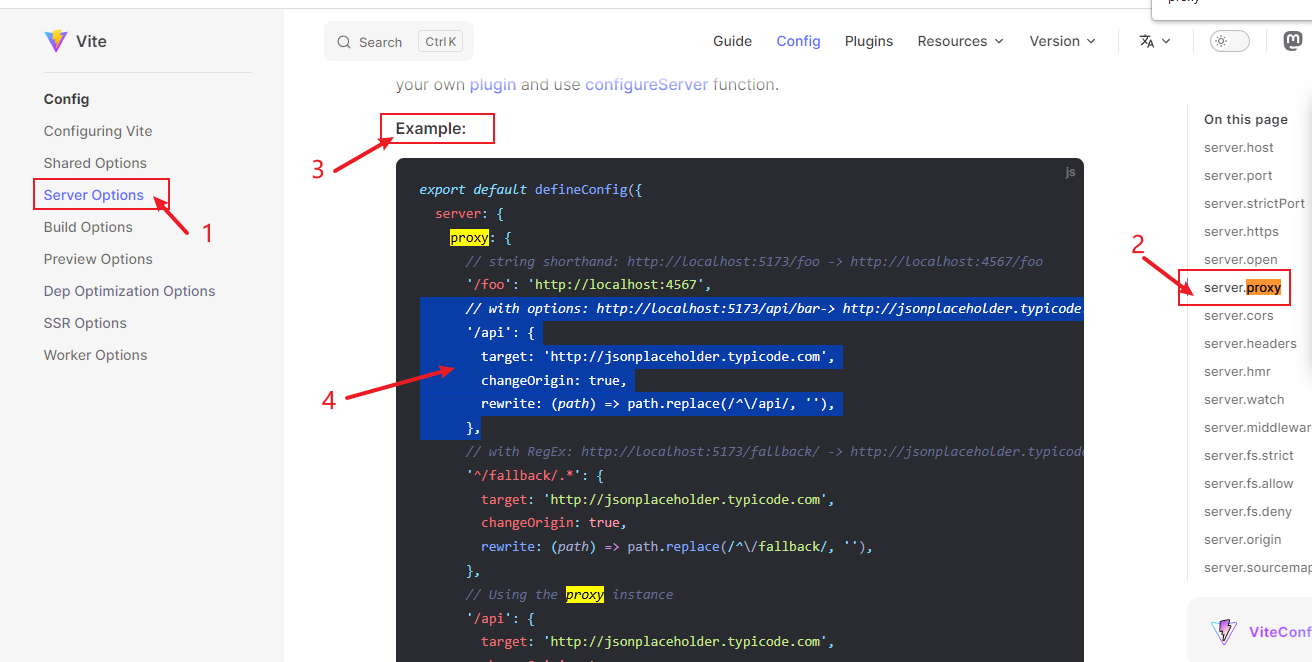 proxy
Vite
Search
Ctrl K
Guide
Config
Plugins
Resources
Version
Config
Configuring Vite
Shared Options
Server Options
Build Options
Preview Options
Dep Optimization Options
SSR Options
Worker Options
1
your own plugin and use configureServer function.
Example:
3
js
export default defineConfig({
server: {
proxy: {
// string shorthand: http://localhost:5173/foo -> http://localhost:4567/foo
'/foo': 'http://localhost:4567',
// with options: http://localhost:5173/api/bar-> http://jsonplaceholder.typicode.
'/api': {
target: 'http://jsonplaceholder.typicode.com',
changeOrigin: true,
rewrite: (path) => path.replace(/^\/api/, ''),
},
4
// with RegEx: http://localhost:5173/fallback/ -> http://jsonplaceholder.typicode
'^/fallback/.*': {
target: 'http://jsonplaceholder.typicode.com',
changeOrigin: true,
rewrite: (path) => path.replace(/^\/fallback/, ''),
},
// Using the proxy instance
'/api': {
target: 'http://jsonplaceholder.typicode.com',
On this page
server.host
server.port
server.strictPort
server.https
server.open
2
server.proxy
server.cors
server.headers
server.hmr
server.watch
server.middlewar
server.fs.strict
server.fs.allow
server.fs.deny
server.origin
server.sourcemap
ViteConf